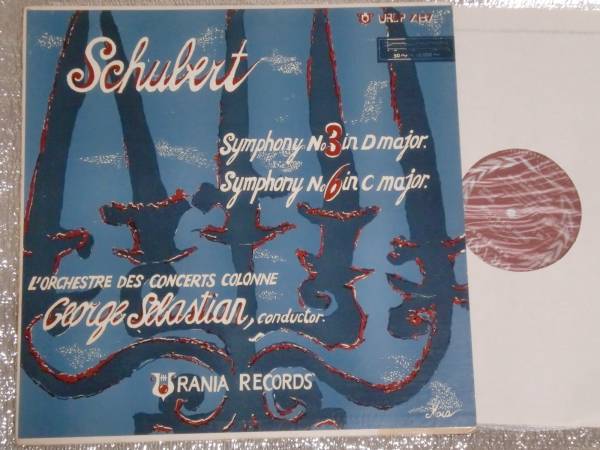 URLP
Schubert
Symphony No 3 in D major.
Symphony No. 6 in C major.
L'ORCHESTRE DES CONCERTS COLONNE
George Sebastian, conductor.
URANIA RECORDS